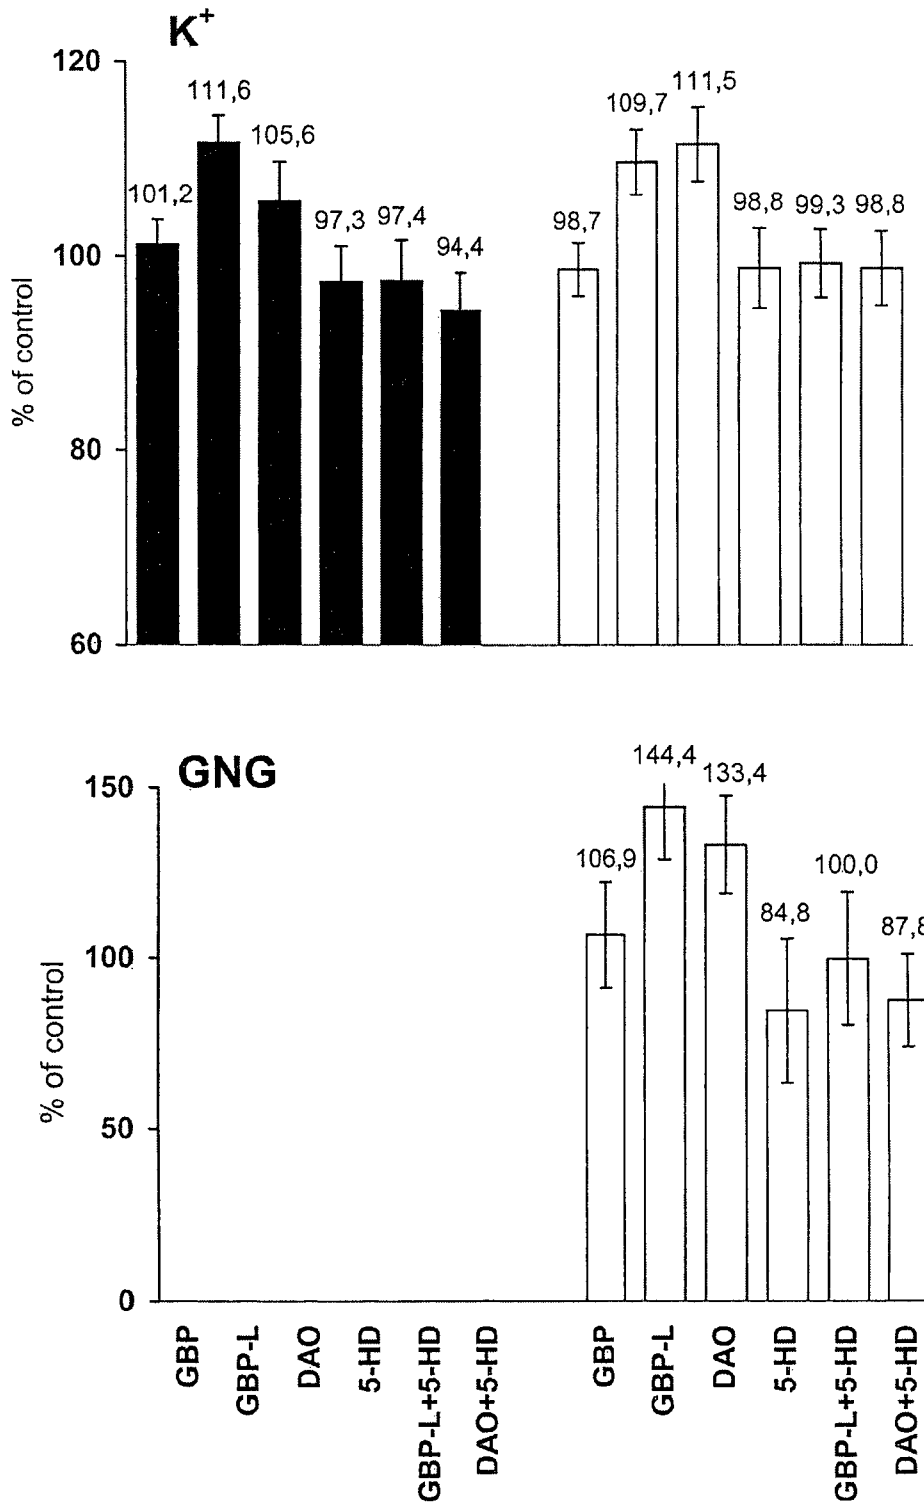 K+
120
100
80
60
% of control
101,2
111,6
105,6
97,3
97,4
94,4
98,7
109,7
111,5
98,8
99,3
98,8
GNG
150
100
50
0
% of control
106,9
144,4
133,4
84,8
100,0
87,8
GBP
GBP-L
DAO
5-HD
GBP-L+5-HD
DAO+5-HD
GBP
GBP-L
DAO
5-HD
GBP-L+5-HD
DAO+5-HD